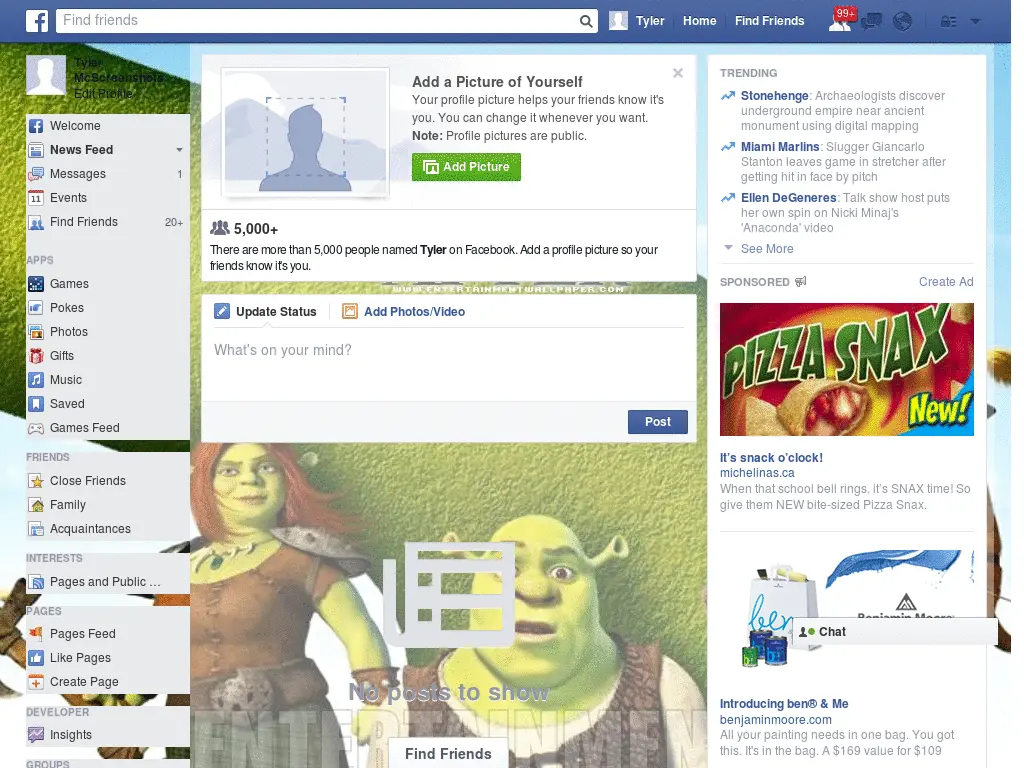 Find friends
Tyler
Home
Find Friends
99+
Tyler
McScreenshots
Edit Profile
Welcome
News Feed
Messages
1
Events
Find Friends
20+
APPS
Games
Pokes
Photos
Gifts
Music
Saved
Games Feed
FRIENDS
Close Friends
Family
Acquaintances
INTERESTS
Pages and Public ...
PAGES
Pages Feed
Like Pages
Create Page
DEVELOPER
Insights
GROUPS
Add a Picture of Yourself
Your profile picture helps your friends know it's
you. You can change it whenever you want.
Note: Profile pictures are public.
Add Picture
5,000+
There are more than 5,000 people named Tyler on Facebook. Add a profile picture so your
friends know it's you.
WWW.ENTERTAINMENTWALLPAPER.COM
Update Status
Add Photos/Video
What's on your mind?
Post
No posts to show
ENTERTAINMEN
Find Friends
TRENDING
Stonehenge: Archaeologists discover
underground empire near ancient
monument using digital mapping
Miami Marlins: Slugger Giancarlo
Stanton leaves game in stretcher after
getting hit in face by pitch
Ellen DeGeneres: Talk show host puts
her own spin on Nicki Minaj's
'Anaconda' video
See More
SPONSORED
Create Ad
PIZZA SNAX
New!
It's snack o'clock!
michelinas.ca
When that school bell rings, it's SNAX time! So
give them NEW bite-sized Pizza Snax.
ben
Benjamin Moore
Chat
Introducing ben® & Me
benjaminmoore.com
All your painting needs in one bag. You got
this. It's in the bag. A $169 value for $109